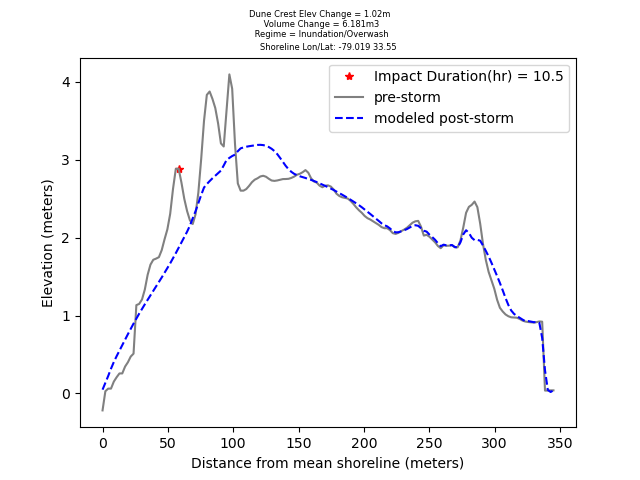 Dune Crest Elev Change = 1.02m
Volume Change = 6.181m3
Regime = Inundation/Overwash
Shoreline Lon/Lat: -79.019 33.55
Impact Duration(hr) = 10.5
pre-storm
modeled post-storm
Elevation (meters)
4
3
2
1
0
0 50 100 150 200 250 300 350
Distance from mean shoreline (meters)